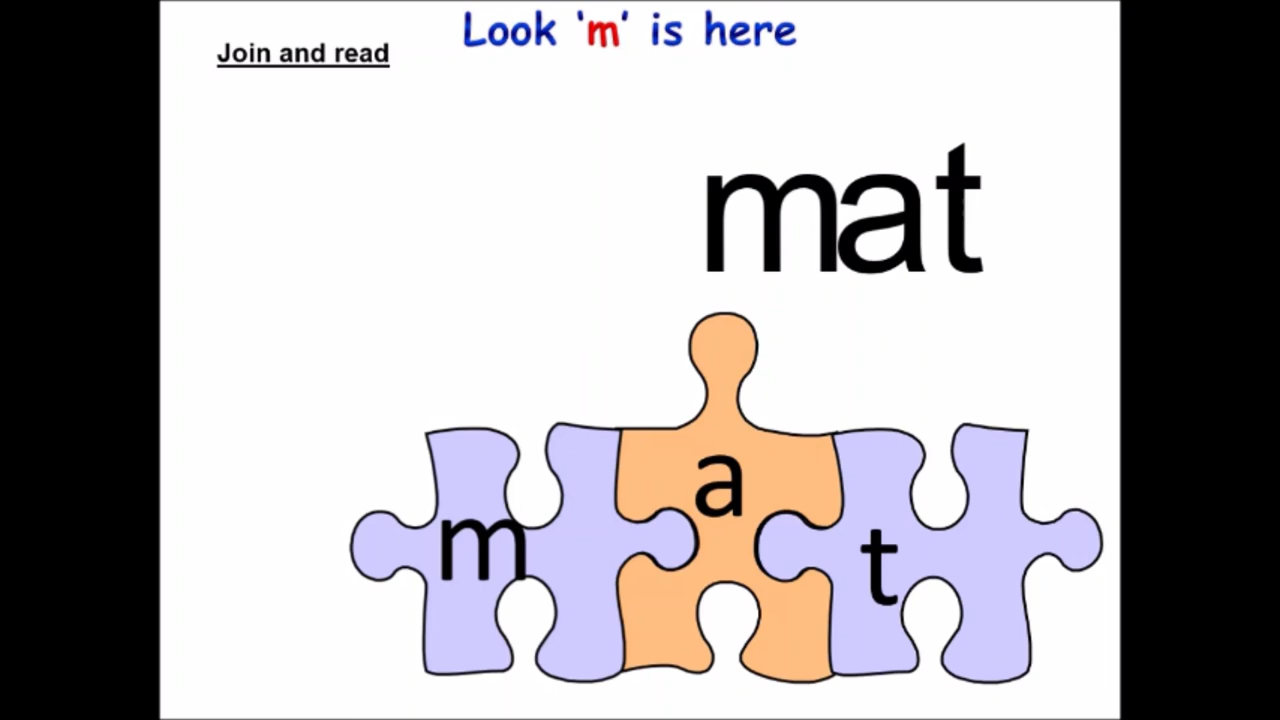 Look ‘m’ is here
Join and read
mat
m a t